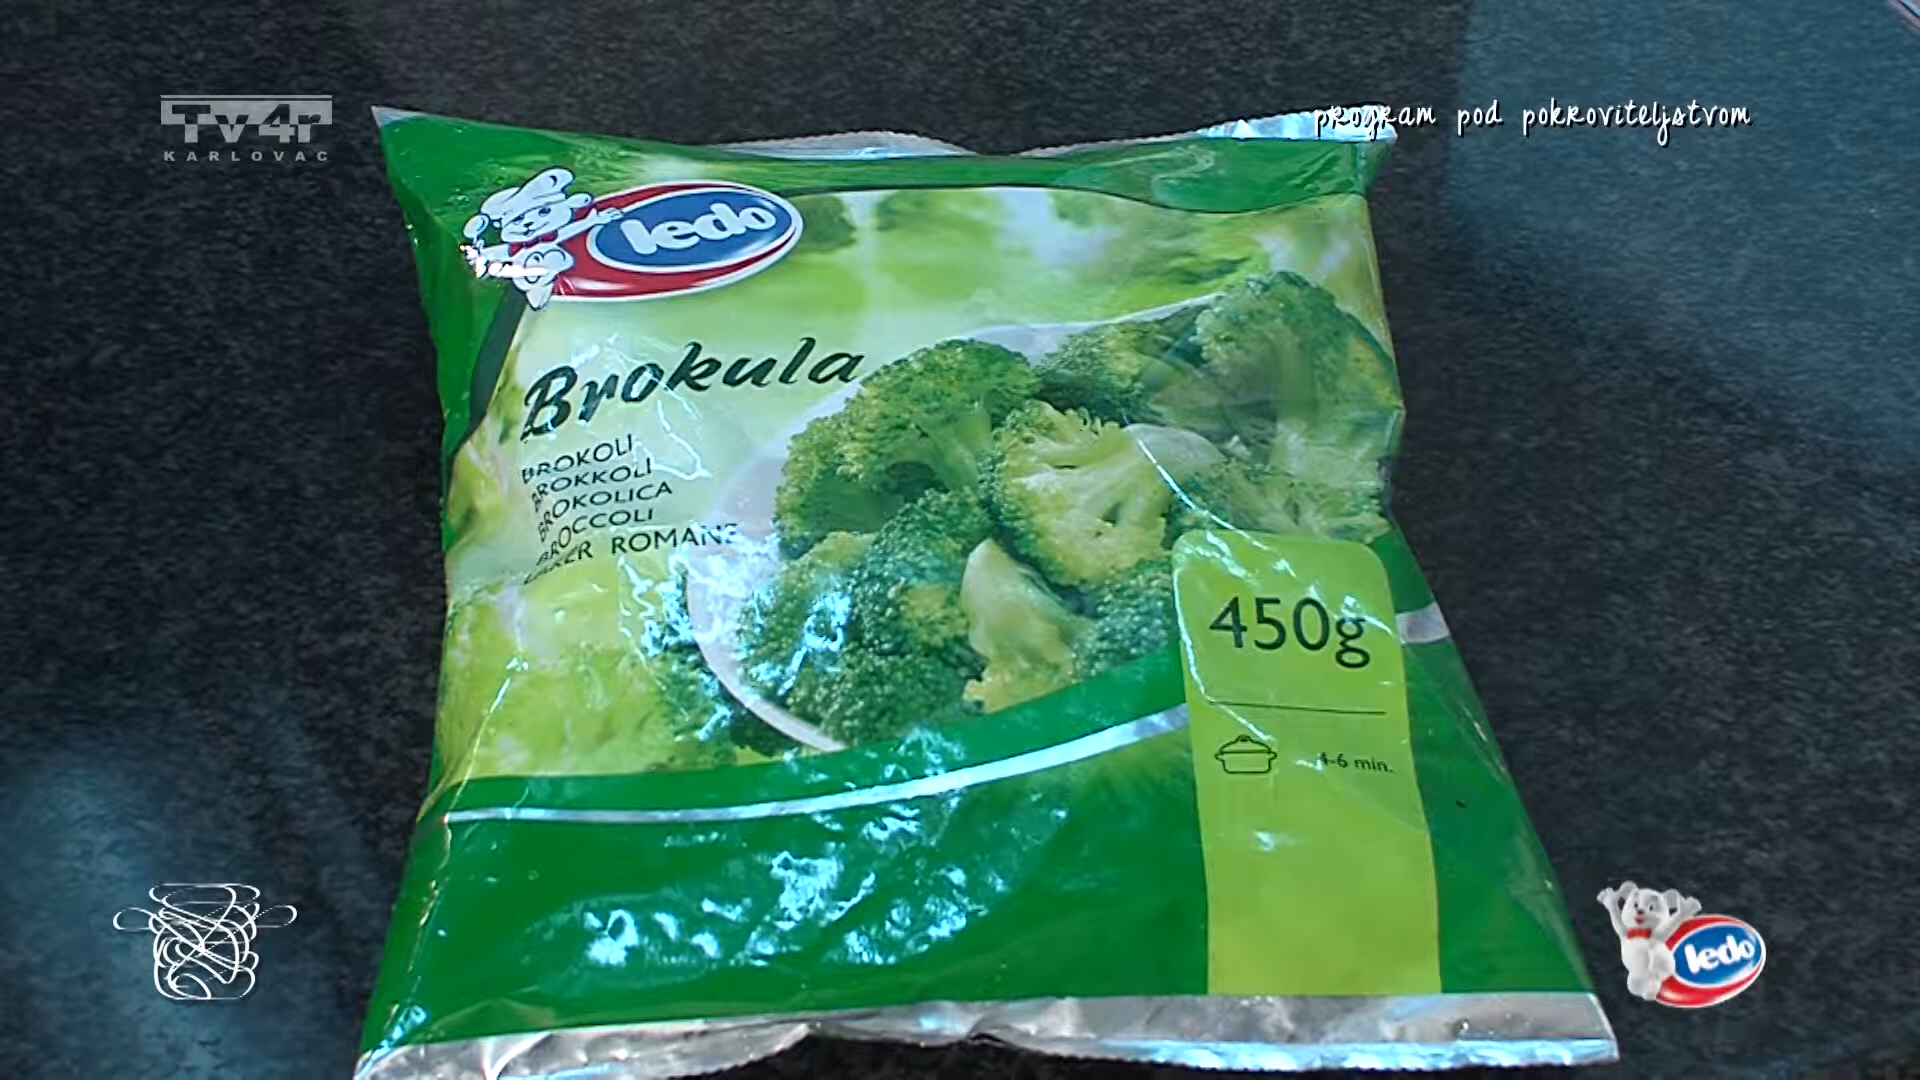 Tv4r
KARLOVAC
program pod pokroviteljstvom
ledo
Brokula
BROKOLI
BROKKOLI
BROKOLICA
BROCCOLI
ROMANE
450g
4-6 min.
ledo